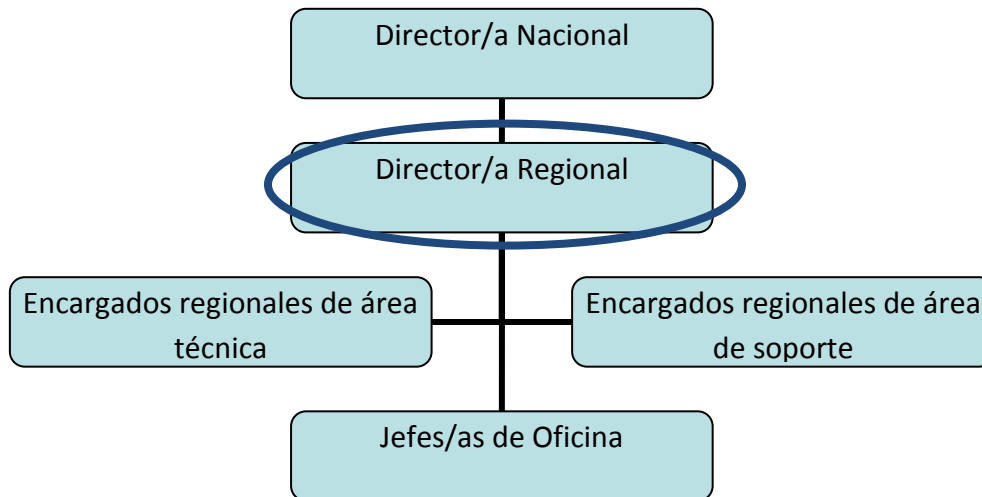 Director/a Nacional
Director/a Regional
Encargados regionales de área
técnica
Encargados regionales de área
de soporte
Jefes/as de Oficina